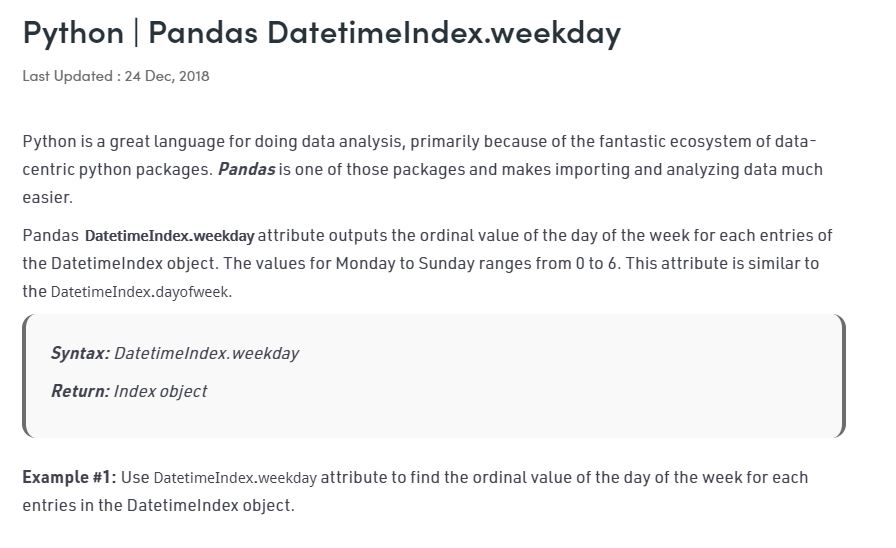 Python | Pandas DatetimeIndex.weekday
Last Updated : 24 Dec, 2018
Python is a great language for doing data analysis, primarily because of the fantastic ecosystem of data-
centric python packages. Pandas is one of those packages and makes importing and analyzing data much
easier.
Pandas DatetimeIndex.weekday attribute outputs the ordinal value of the day of the week for each entries of
the DatetimeIndex object. The values for Monday to Sunday ranges from 0 to 6. This attribute is similar to
the DatetimeIndex.dayofweek.
Syntax: DatetimeIndex.weekday
Return: Index object
Example #1: Use DatetimeIndex.weekday attribute to find the ordinal value of the day of the week for each
entries in the DatetimeIndex object.